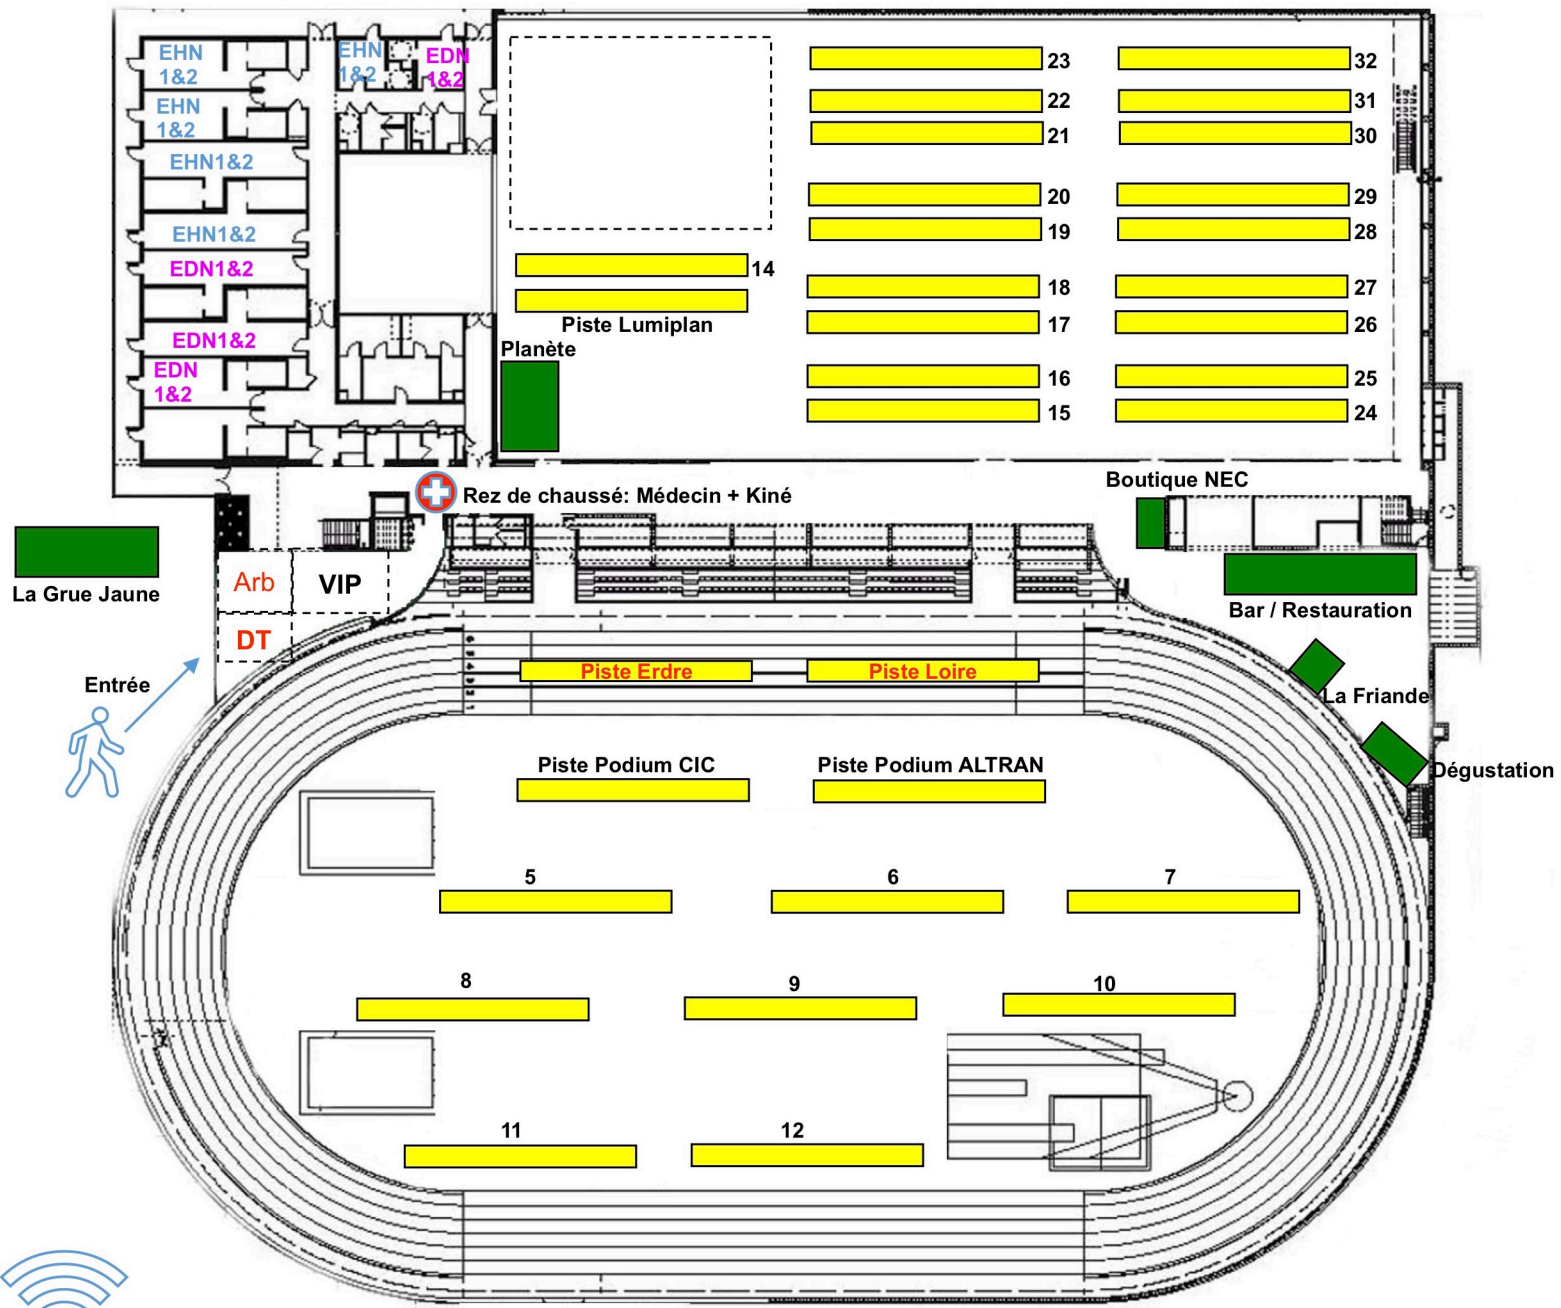 EHN
1&2
EHN
1&2
EDN
1&2
EHN
1&2
EHN1&2
EHN1&2
EDN1&2
EDN1&2
EDN
1&2
23
32
22
31
21
30
20
29
19
28
14
18
27
Piste Lumiplan
17
26
Planète
16
25
15
24
Boutique NEC
Rez de chaussé: Médecin + Kiné
La Grue Jaune
Arb
VIP
DT
Bar / Restauration
Entrée
Piste Erdre
Piste Loire
La Friande
Piste Podium CIC
Piste Podium ALTRAN
Dégustation
5
6
7
8
9
10
11
12